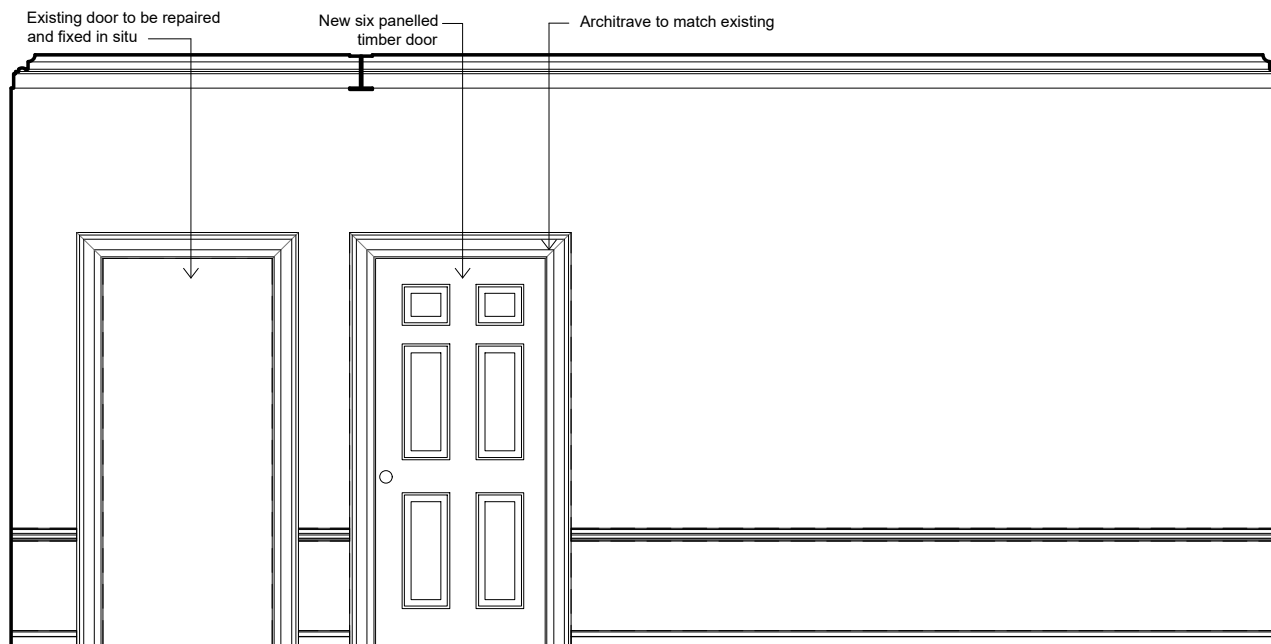 Existing door to be repaired
and fixed in situ
New six panelled
timber door
Architrave to match existing